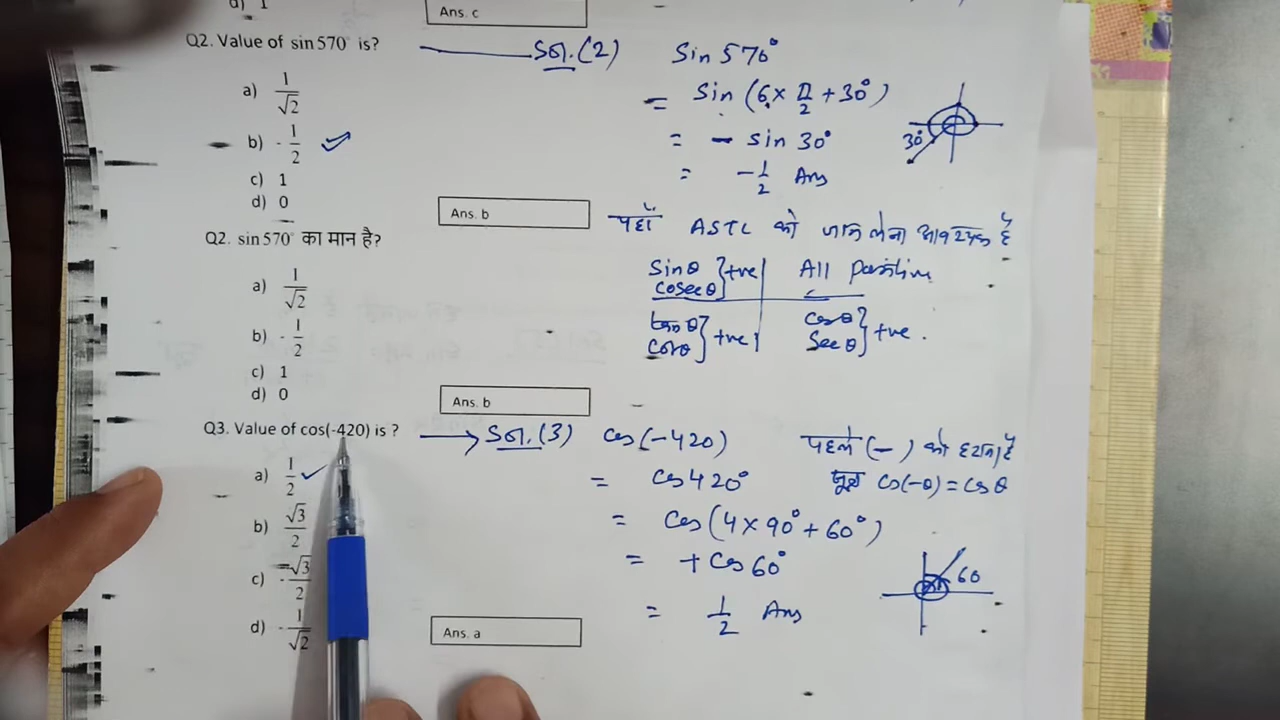 d) 1
Ans. c
Q2. Value of sin 570° is?
a) 1/√2
b) - 1/2
c) 1
d) 0
Ans. b
Q2. sin 570° का मान है?
a) 1/√2
b) - 1/2
c) 1
d) 0
Ans. b
Q3. Value of cos(-420) is ?
a) 1/2
b) √3/2
c) -√3/2
d) - 1/√2
Ans. a
Sol.(2) Sin 570°
= Sin (6 × π/2 + 30°)
= - sin 30°
= -1/2 Ans
30°
यहाँ ASTC को जान लेना आवश्यक है
Sinθ
Cosecθ } +ve
All Positive
tanθ
Cotθ } +ve
Cosθ
Secθ } +ve.
Sol.(3) Cos (-420)
= Cos 420°
= Cos (4 × 90° + 60°)
= + Cos 60°
= 1/2 Ans
पहले (-) को हटाना है
Cos(-θ) = Cosθ
60